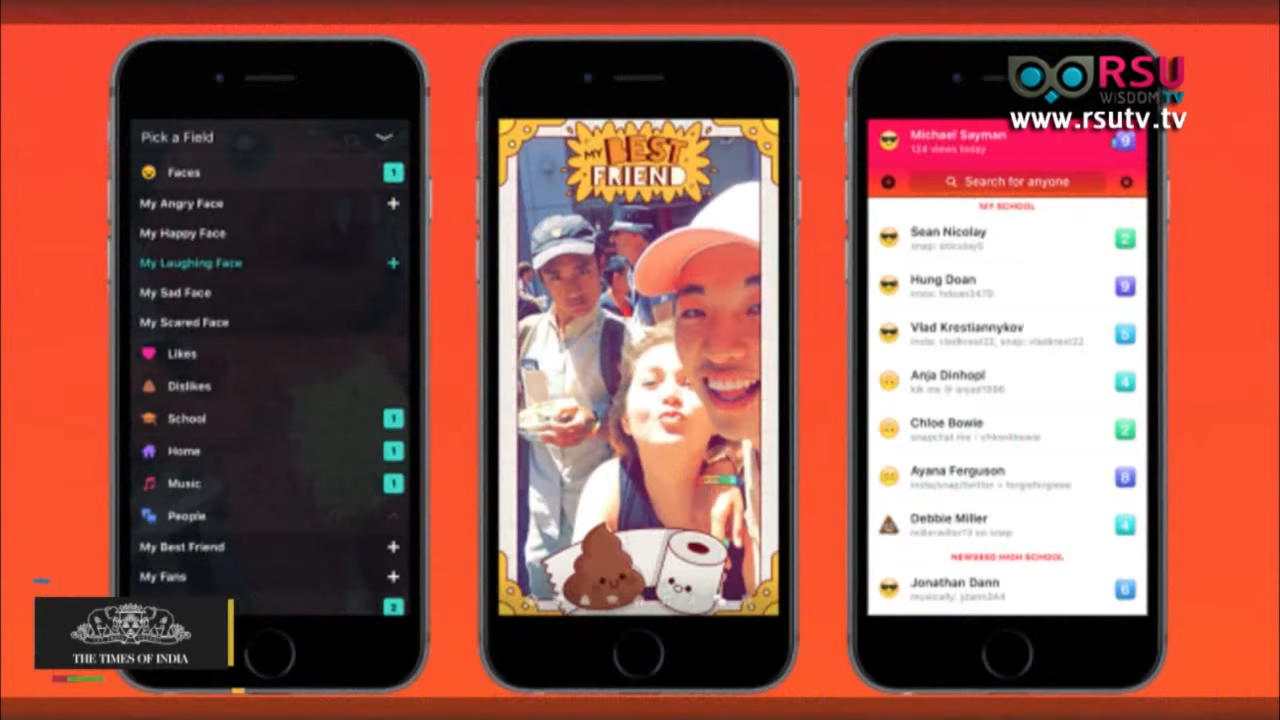 RSU
WISDOM TV
www.rsutv.tv
Pick a Field
Faces
1
My Angry Face
+
My Happy Face
My Laughing Face
+
My Sad Face
My Scared Face
Likes
Dislikes
School
1
Home
1
Music
1
People
My Best Friend
+
My Fans
+
2
MY BEST
FRIEND
Michael Sayman
9
124 views today
Search for anyone
MY SCHOOL
Sean Nicolay
2
Hung Doan
9
Vlad Krestiannykov
5
insta: vladkrest22, snap: vladkrest22
Anja Dinhopl
4
Chloe Bowie
2
Ayana Ferguson
8
Debbie Miller
4
HIGH SCHOOL
Jonathan Dann
6
THE TIMES OF INDIA